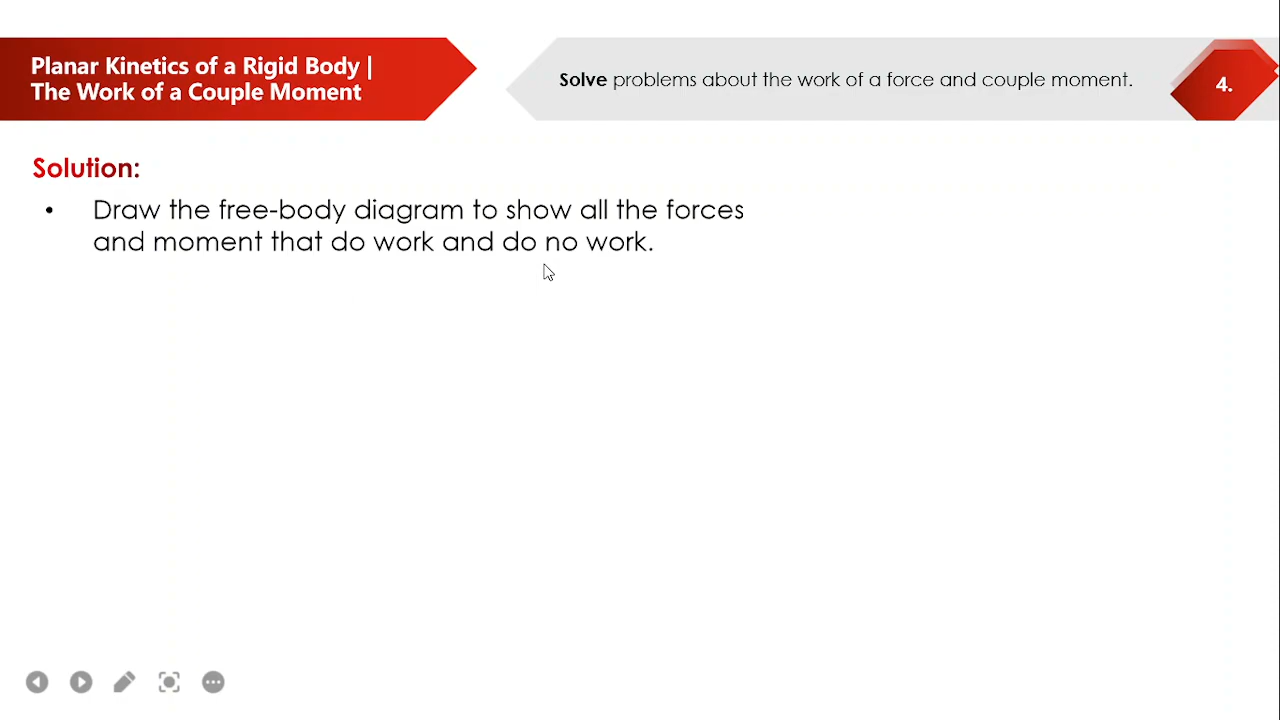 Planar Kinetics of a Rigid Body |
The Work of a Couple Moment
Solve problems about the work of a force and couple moment.
4.
Solution:
• Draw the free-body diagram to show all the forces
and moment that do work and do no work.